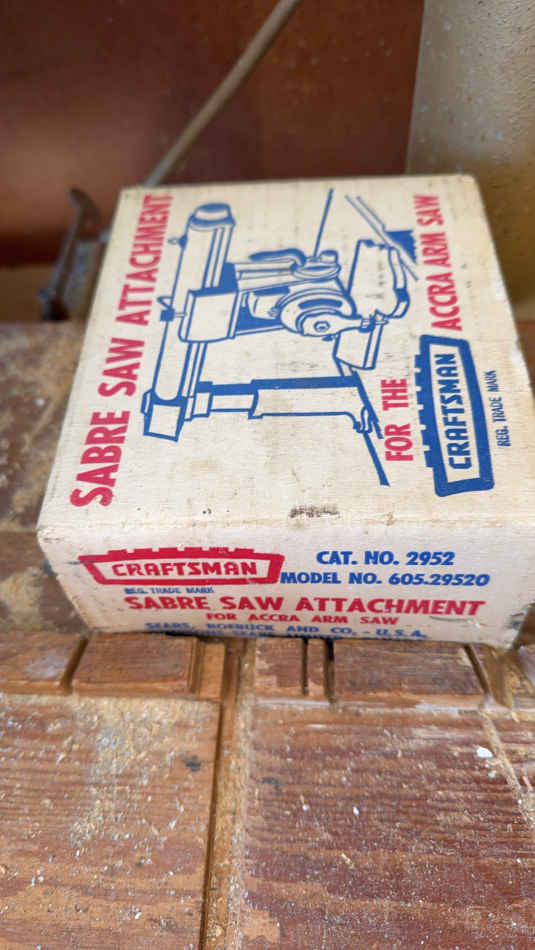 SABRE SAW ATTACHMENT
FOR THE
ACCRA ARM SAW
CRAFTSMAN
REG. TRADE MARK
CRAFTSMAN
REG. TRADE MARK
CAT. NO. 2952
MODEL NO. 605.29520
SABRE SAW ATTACHMENT
FOR ACCRA ARM SAW
SEARS, ROEBUCK AND CO. - U.S.A.